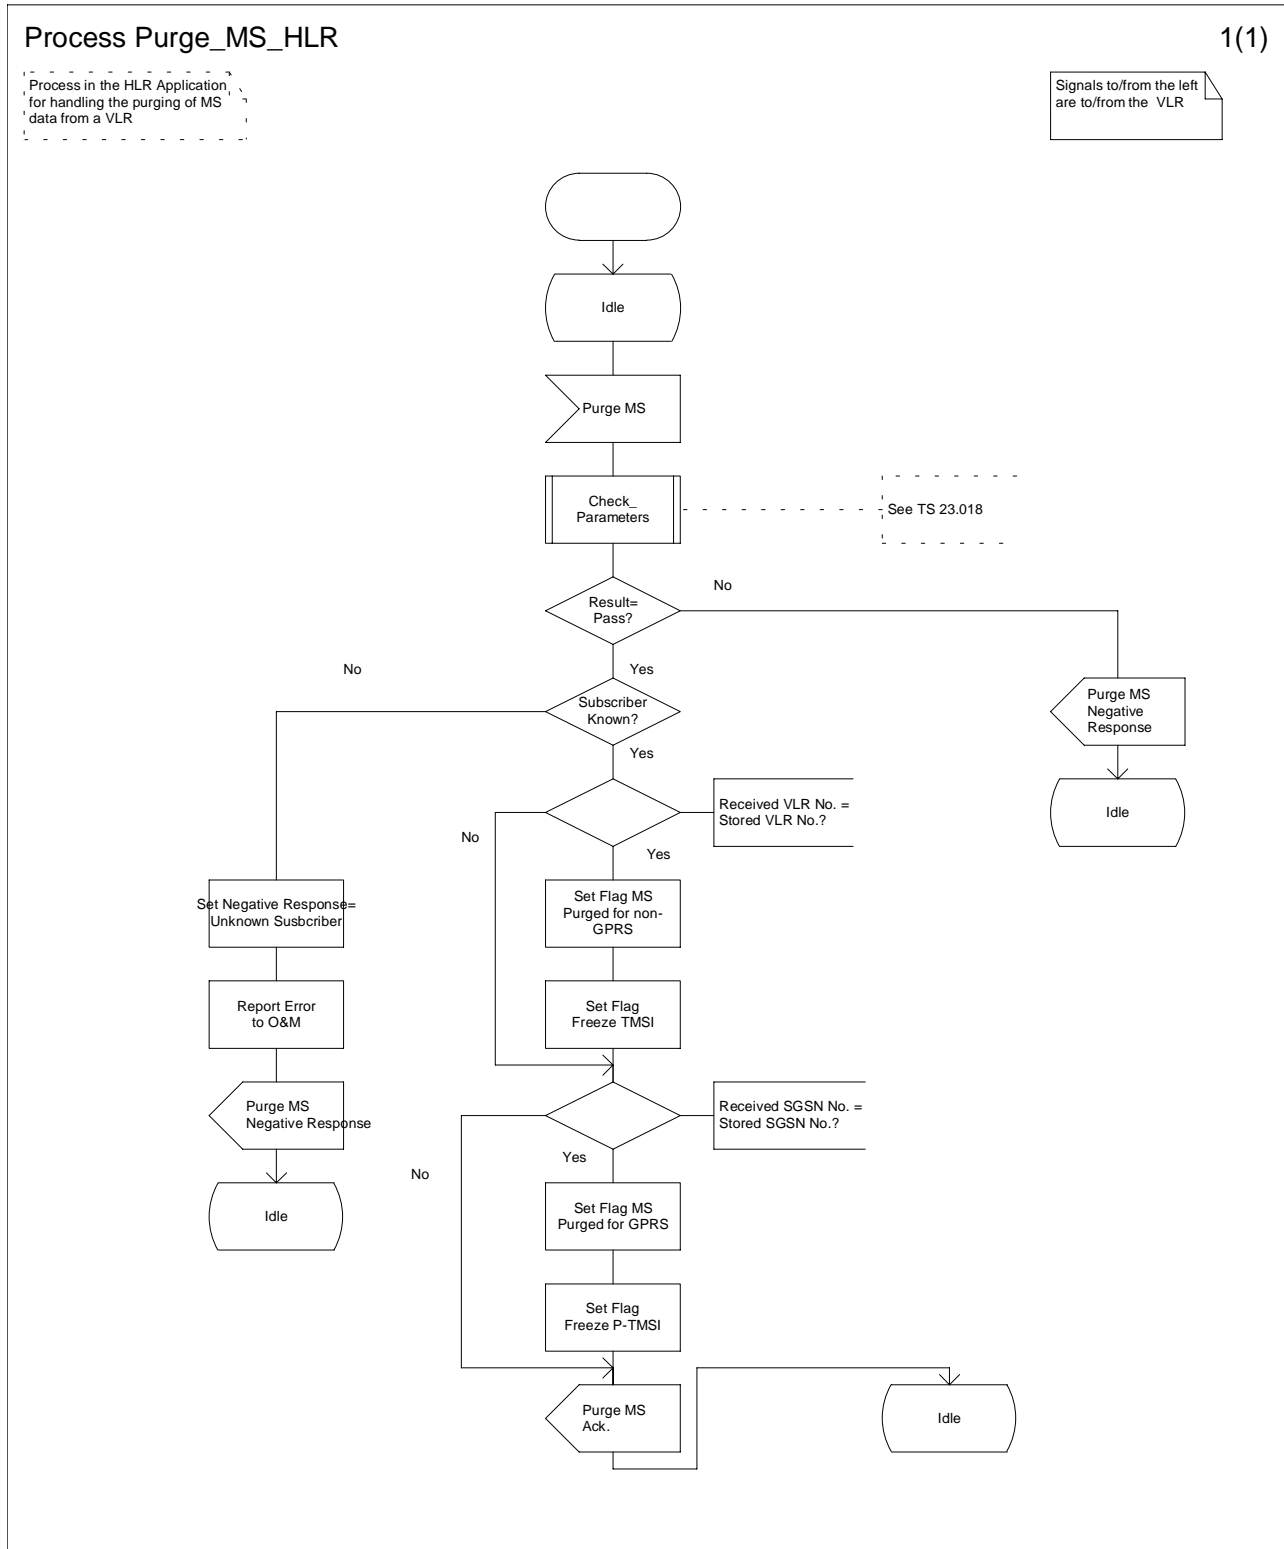 Process Purge_MS_HLR
1(1)
Process in the HLR Application
for handling the purging of MS
data from a VLR
Signals to/from the left
are to/from the VLR
Idle
Purge MS
Check_
Parameters
See TS 23.018
Result=
Pass?
No
Yes
No
Subscriber
Known?
Yes
Purge MS
Negative
Response
Idle
Received VLR No. =
Stored VLR No.?
No
Yes
Set Negative Response=
Unknown Susbcriber
Set Flag MS
Purged for non-
GPRS
Report Error
to O&M
Set Flag
Freeze TMSI
Purge MS
Negative Response
Received SGSN No. =
Stored SGSN No.?
Yes
No
Idle
Set Flag MS
Purged for GPRS
Set Flag
Freeze P-TMSI
Purge MS
Ack.
Idle